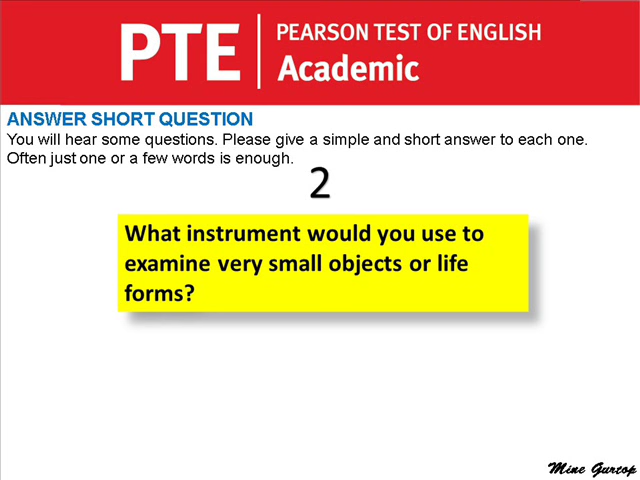 PTE
PEARSON TEST OF ENGLISH
Academic
ANSWER SHORT QUESTION
You will hear some questions. Please give a simple and short answer to each one.
Often just one or a few words is enough.
2
What instrument would you use to
examine very small objects or life
forms?
Mine Gurtop